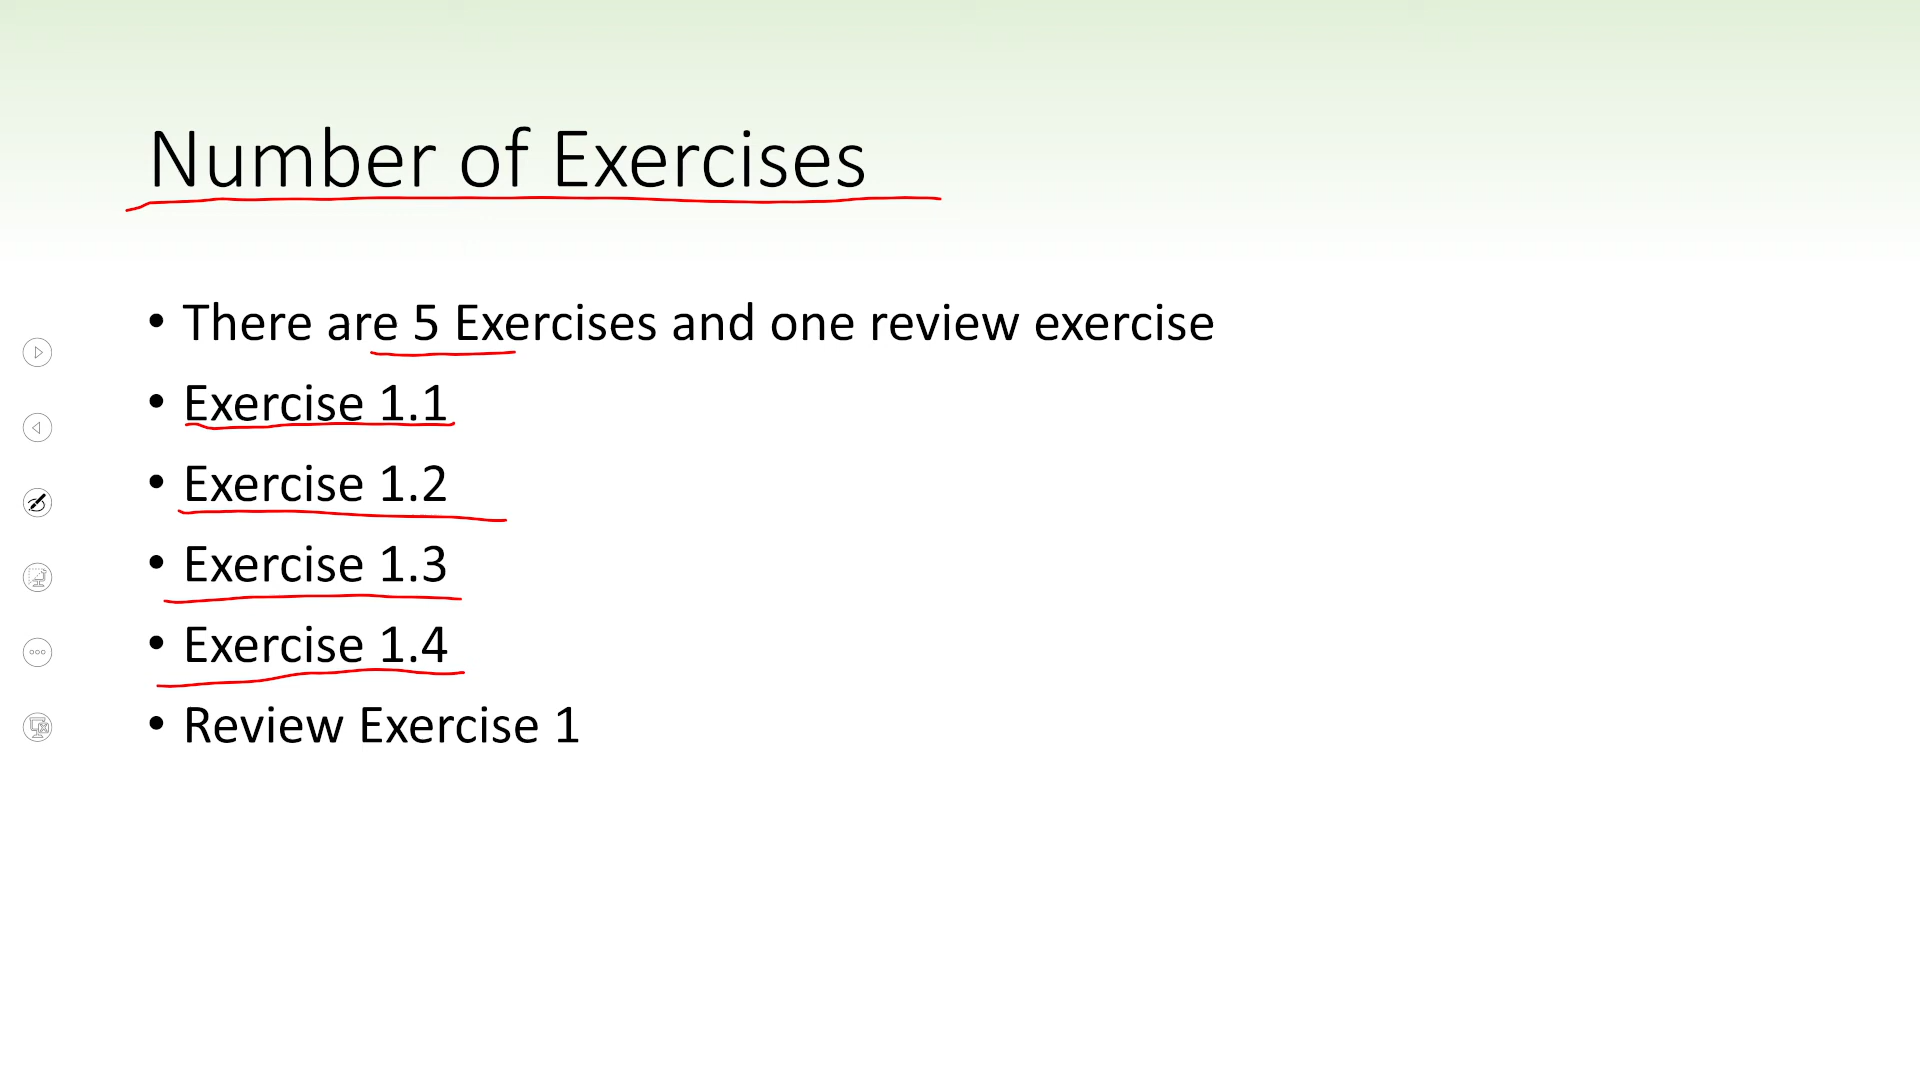 Number of Exercises
• There are 5 Exercises and one review exercise
• Exercise 1.1
• Exercise 1.2
• Exercise 1.3
• Exercise 1.4
• Review Exercise 1